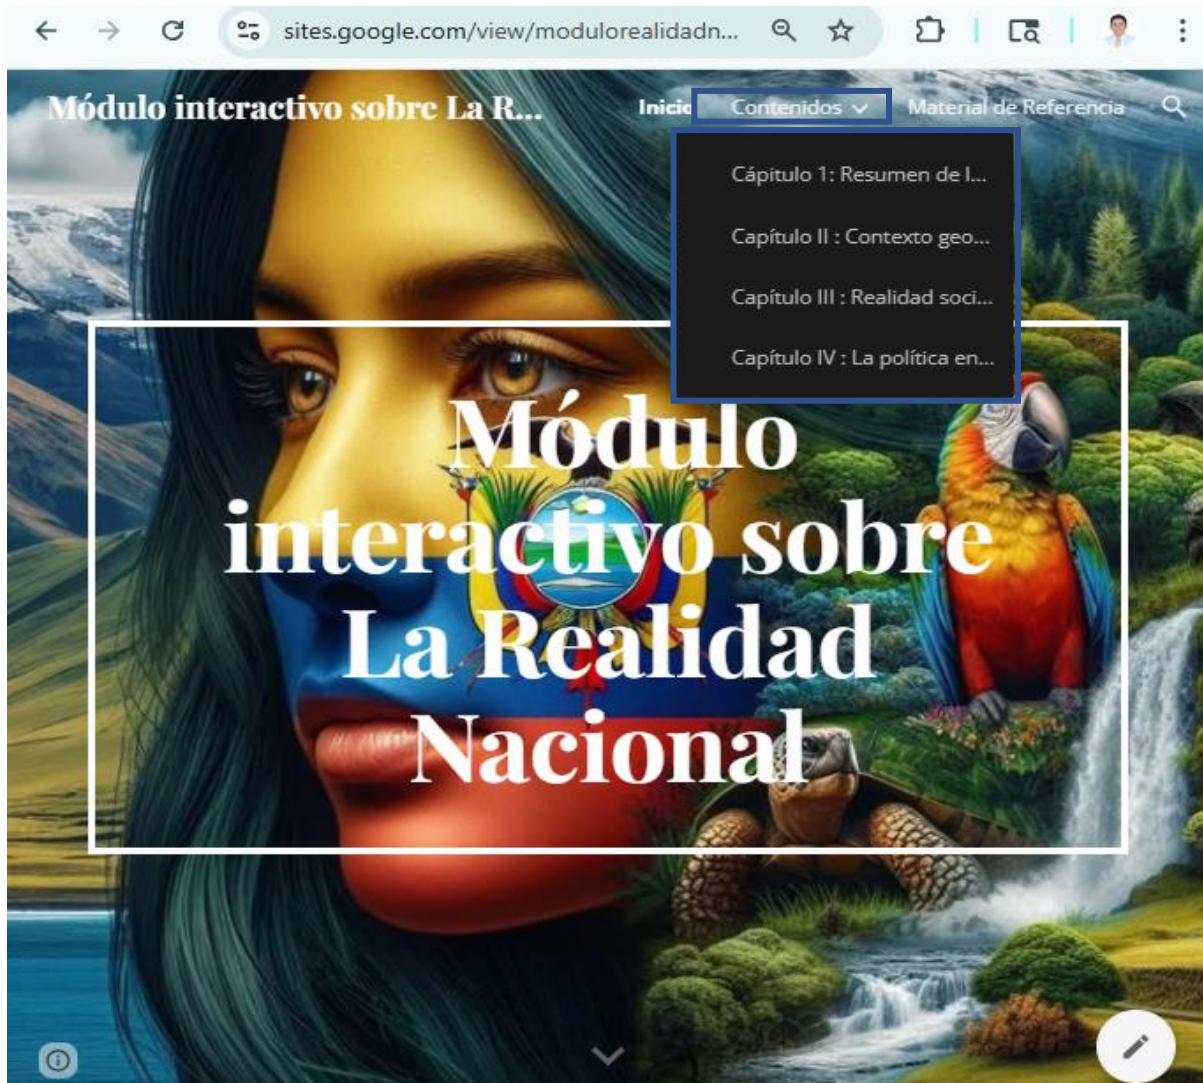 sites.google.com/view/modulorealidadn...
Módulo interactivo sobre La R...
Inicio
Contenidos
Material de Referencia
Cápitulo 1: Resumen de l...
Capítulo II : Contexto geo...
Capítulo III : Realidad soci...
Capítulo IV : La política en...
Módulo
interactivo sobre
La Realidad
Nacional